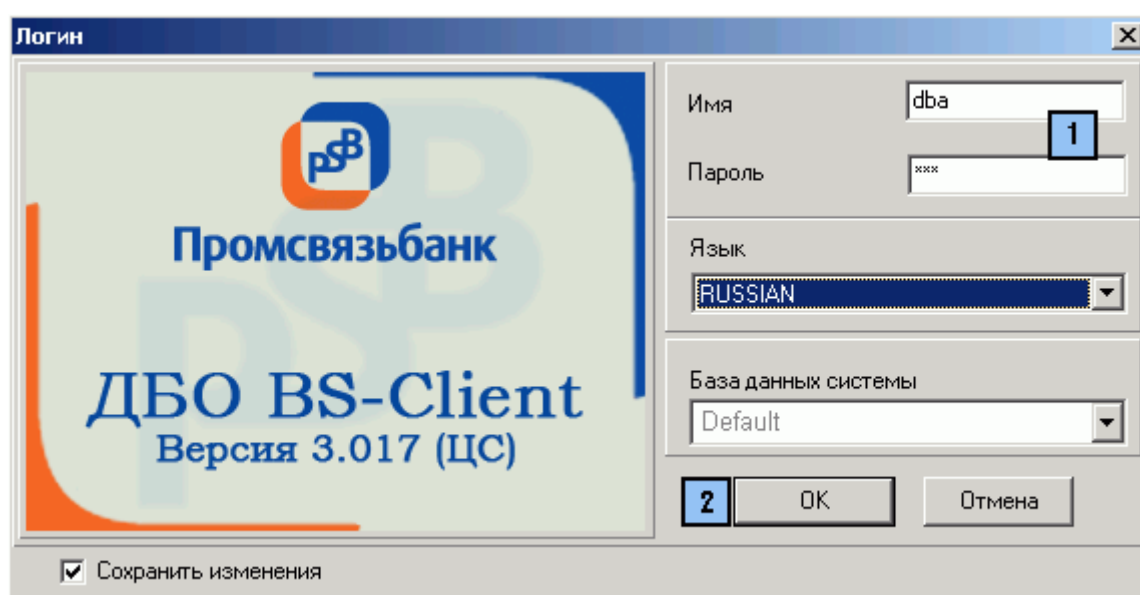 Логин
PSB
Промсвязьбанк
ДБО BS-Client
Версия 3.017 (ЦС)
Имя
dba
1
Пароль
***
Язык
RUSSIAN
База данных системы
Default
2
OK
Отмена
Сохранить изменения